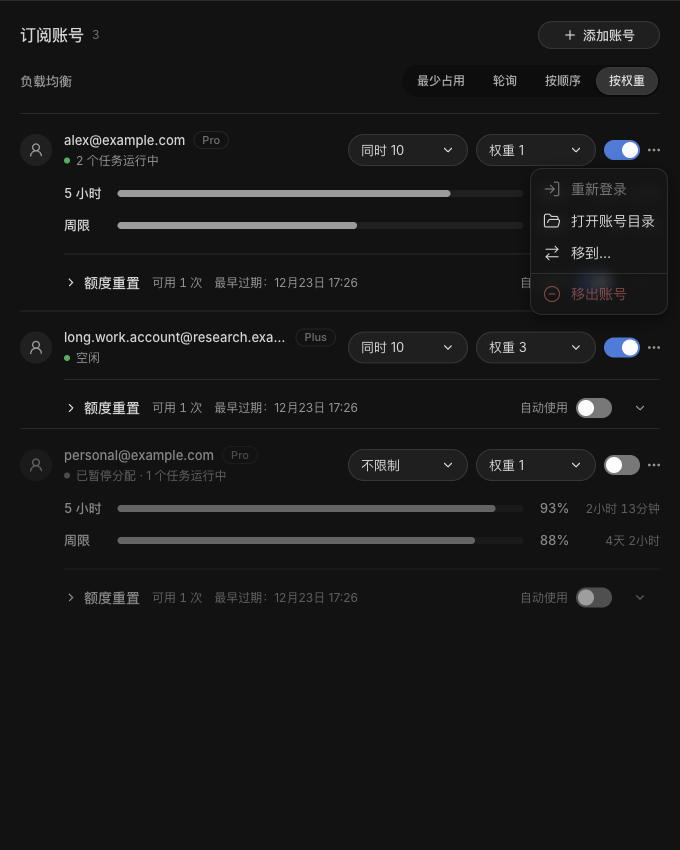 订阅账号 3
添加账号
负载均衡
最少占用 轮询 按顺序 按权重
alex@example.com Pro
2 个任务运行中
同时 10
权重 1
5 小时
周限
额度重置 可用 1 次 最早过期：12月23日 17:26
自
重新登录
打开账号目录
移到...
移出账号
long.work.account@research.exa... Plus
空闲
同时 10
权重 3
额度重置 可用 1 次 最早过期：12月23日 17:26
自动使用
personal@example.com Pro
已暂停分配 · 1 个任务运行中
不限制
权重 1
5 小时 93% 2小时 13分钟
周限 88% 4天 2小时
额度重置 可用 1 次 最早过期：12月23日 17:26
自动使用